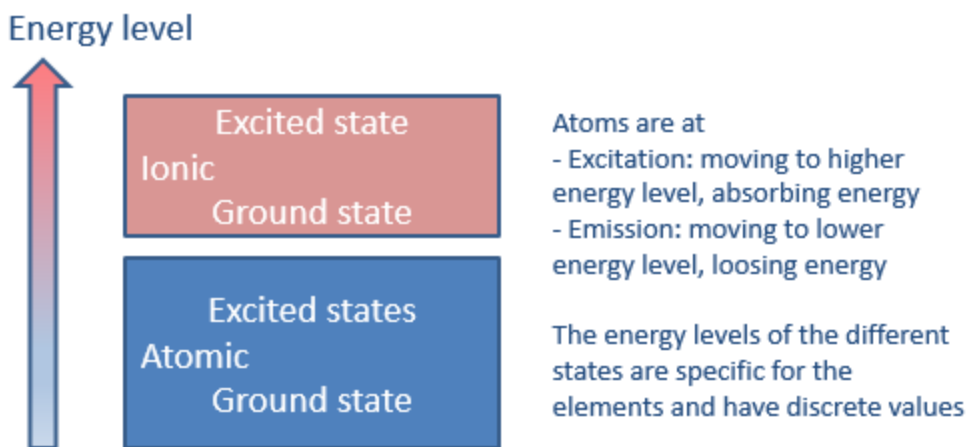 Energy level
Excited state
Ionic
Ground state
Excited states
Atomic
Ground state
Atoms are at
- Excitation: moving to higher
energy level, absorbing energy
- Emission: moving to lower
energy level, loosing energy
The energy levels of the different
states are specific for the
elements and have discrete values